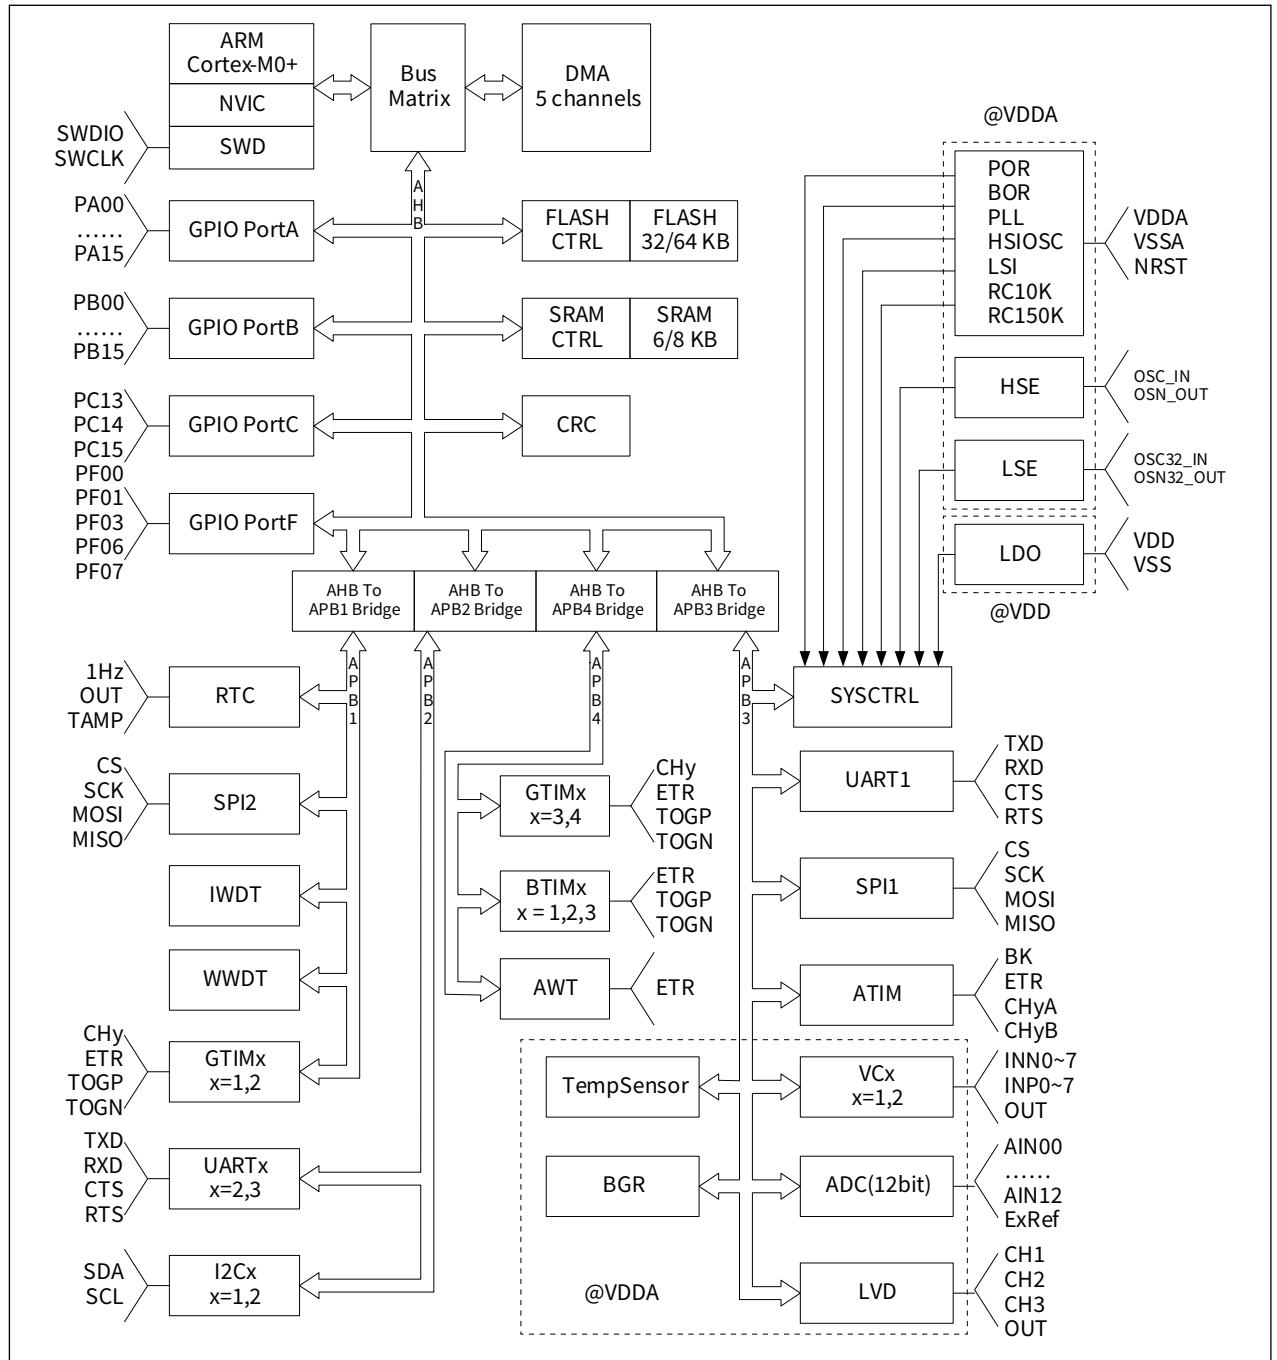 ARM
Cortex-M0+
NVIC
SWD
Bus
Matrix
DMA
5 channels
SWDIO
SWCLK
AHB
@VDDA
POR
BOR
PLL
HSIOSC
LSI
RC10K
RC150K
VDDA
VSSA
NRST
PA00
......
PA15
GPIO PortA
FLASH
CTRL
FLASH
32/64 KB
PB00
......
PB15
GPIO PortB
SRAM
CTRL
SRAM
6/8 KB
HSE
OSC_IN
OSN_OUT
PC13
PC14
PC15
GPIO PortC
CRC
LSE
OSC32_IN
OSN32_OUT
PF00
PF01
PF03
PF06
PF07
GPIO PortF
LDO
VDD
VSS
@VDD
AHB To
APB1 Bridge
AHB To
APB2 Bridge
AHB To
APB4 Bridge
AHB To
APB3 Bridge
APB1
APB2
APB4
APB3
1Hz
OUT
TAMP
RTC
SYSCTRL
CS
SCK
MOSI
MISO
SPI2
IWDT
WWDT
CHy
ETR
TOGP
TOGN
GTIMx
x=1,2
TXD
RXD
CTS
RTS
UARTx
x=2,3
SDA
SCL
I2Cx
x=1,2
GTIMx
x=3,4
CHy
ETR
TOGP
TOGN
BTIMx
x = 1,2,3
ETR
TOGP
TOGN
AWT
ETR
UART1
TXD
RXD
CTS
RTS
SPI1
CS
SCK
MOSI
MISO
ATIM
BK
ETR
CHyA
CHyB
TempSensor
VCx
x=1,2
INN0~7
INP0~7
OUT
BGR
ADC(12bit)
AIN00
......
AIN12
ExRef
@VDDA
LVD
CH1
CH2
CH3
OUT